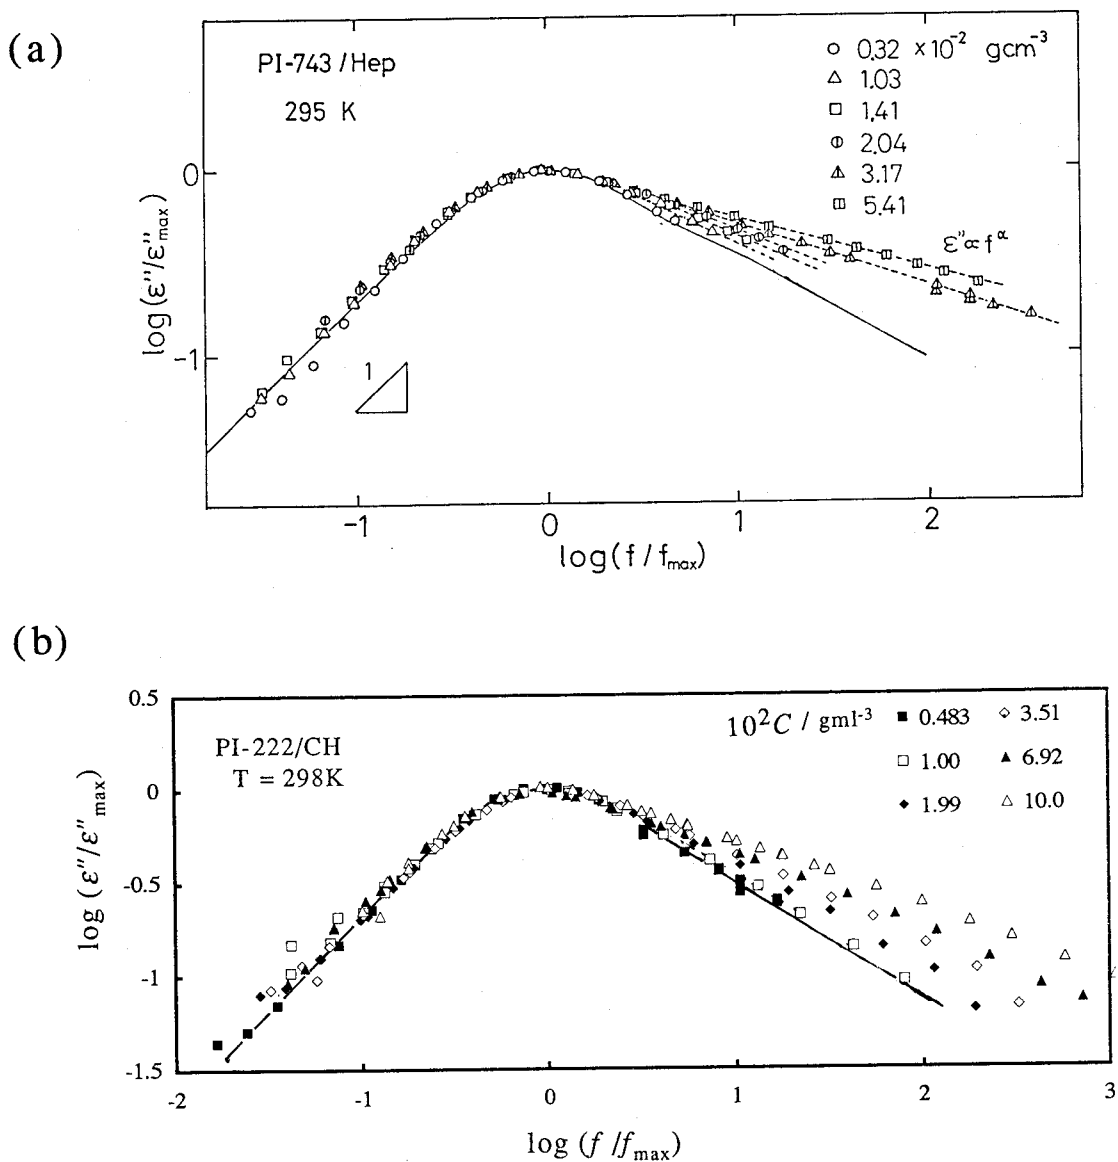 (a)
PI-743/Hep
295 K
○ 0.32 ×10⁻² gcm⁻³
△ 1.03
□ 1.41
⦶ 2.04
◬ 3.17
◫ 5.41
ε″∝f^α
1
0
-1
log(ε″/ε″max)
-1 0 1 2
log(f/fmax)
(b)
PI-222/CH
T = 298K
10²C / gml⁻³
■ 0.483 ◇ 3.51
□ 1.00 ▲ 6.92
◆ 1.99 △ 10.0
0.5
0
-0.5
-1
-1.5
log (ε″/ε″max)
-2 -1 0 1 2 3
log (f /fmax)